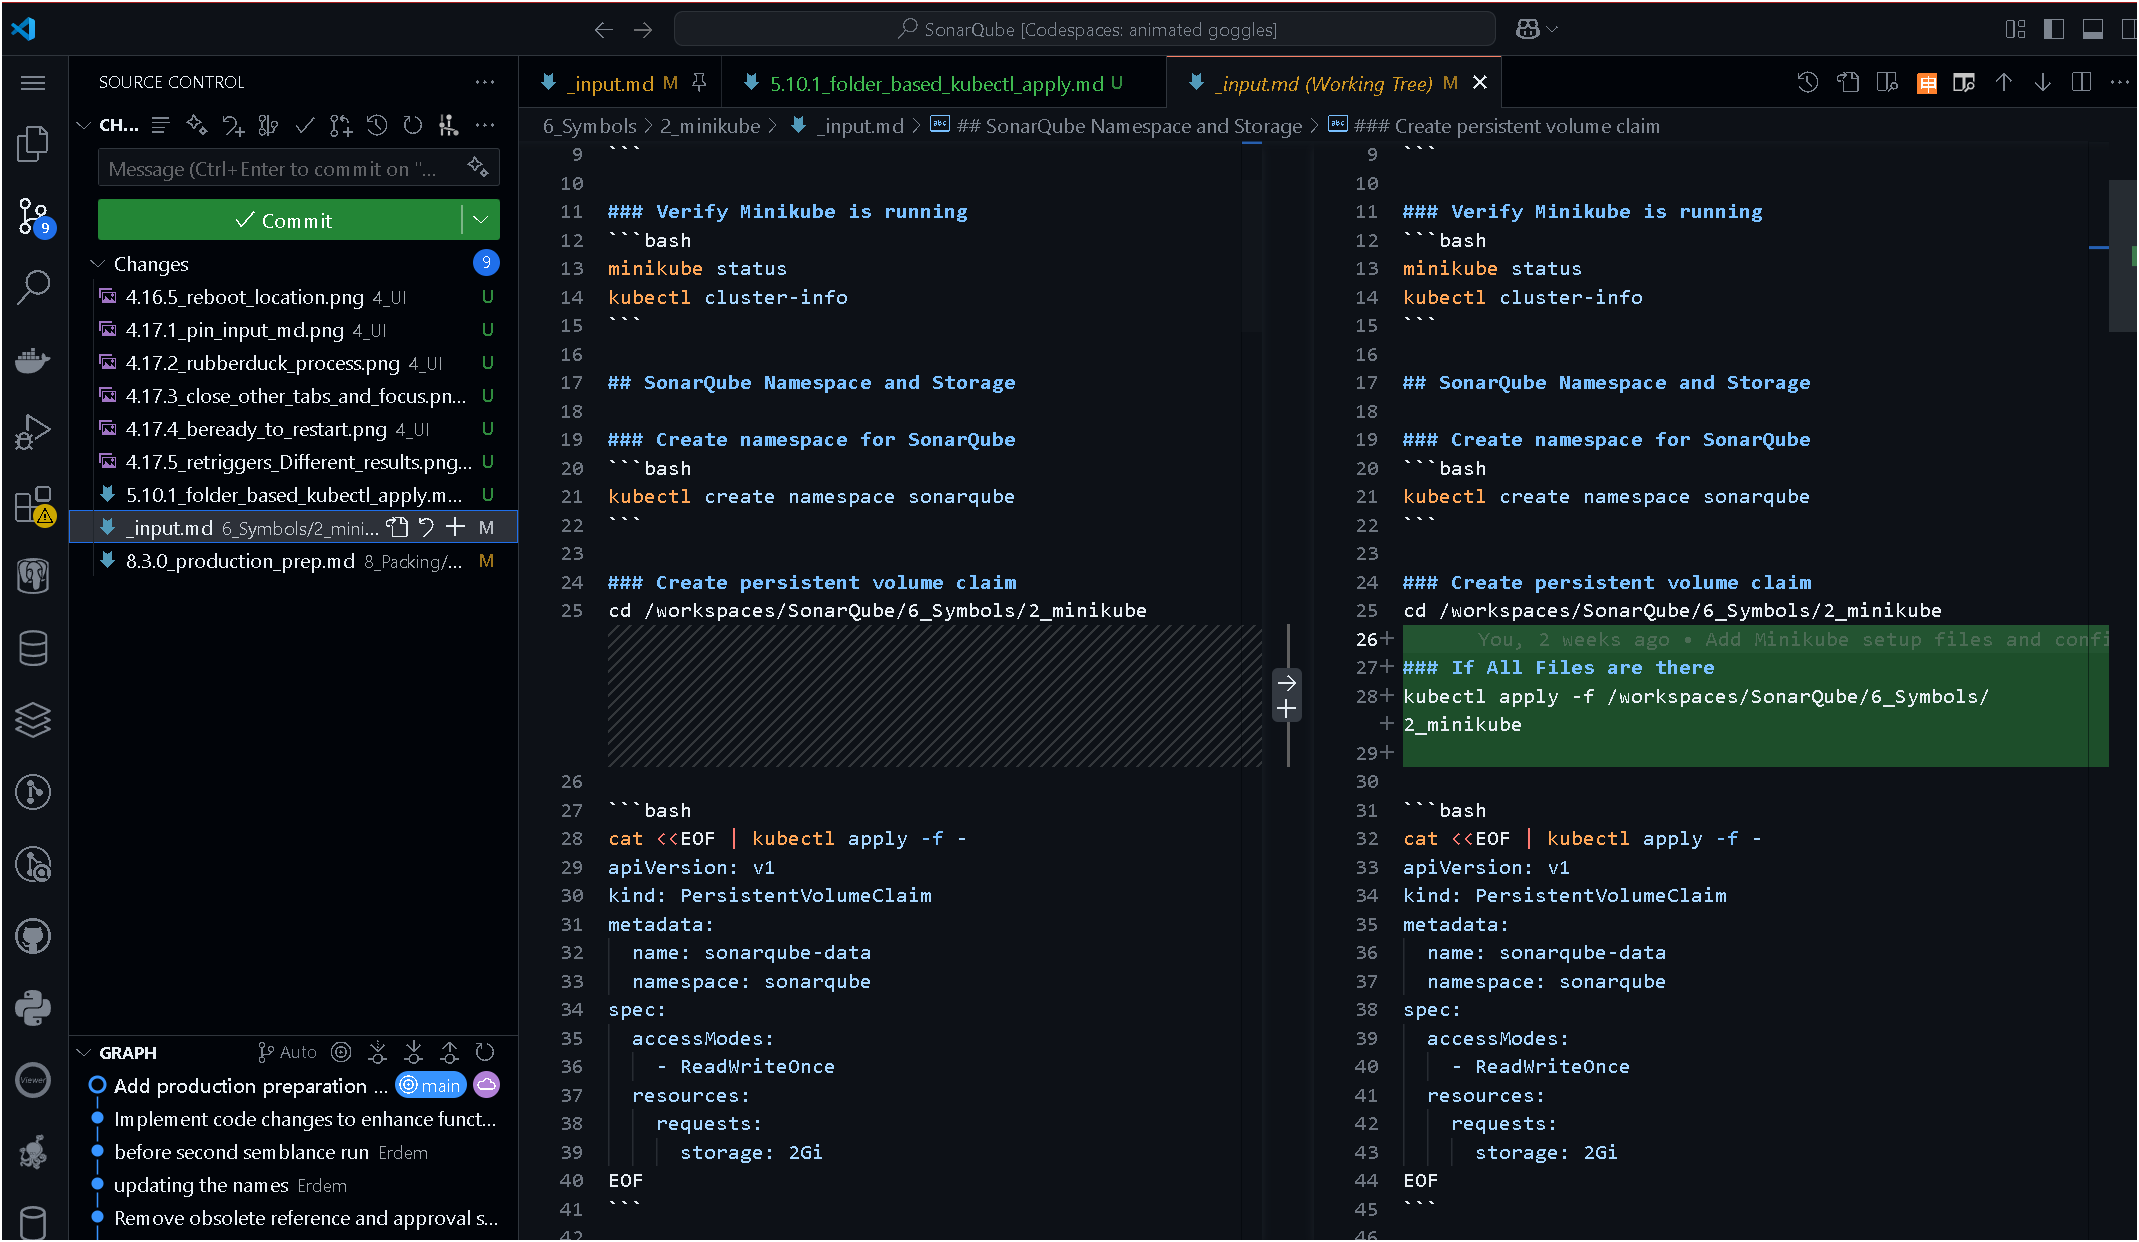 SonarQube [Codespaces: animated goggles]
SOURCE CONTROL
CH...
Message (Ctrl+Enter to commit on "...
Commit
9
Changes
9
4.16.5_reboot_location.png 4_UI U
4.17.1_pin_input_md.png 4_UI U
4.17.2_rubberduck_process.png 4_UI U
4.17.3_close_other_tabs_and_focus.pn... U
4.17.4_beready_to_restart.png 4_UI U
4.17.5_retriggers_Different_results.png... U
5.10.1_folder_based_kubectl_apply.m... U
_input.md 6_Symbols/2_mini... M
8.3.0_production_prep.md 8_Packing/... M
GRAPH
Auto
Add production preparation ... main
Implement code changes to enhance funct...
before second semblance run Erdem
updating the names Erdem
Remove obsolete reference and approval s...
Viewer
_input.md M
5.10.1_folder_based_kubectl_apply.md U
_input.md (Working Tree) M
6_Symbols > 2_minikube > _input.md > ## SonarQube Namespace and Storage > ### Create persistent volume claim
9 ```
10
11 ### Verify Minikube is running
12 ```bash
13 minikube status
14 kubectl cluster-info
15 ```
16
17 ## SonarQube Namespace and Storage
18
19 ### Create namespace for SonarQube
20 ```bash
21 kubectl create namespace sonarqube
22 ```
23
24 ### Create persistent volume claim
25 cd /workspaces/SonarQube/6_Symbols/2_minikube
26
27 ```bash
28 cat <<EOF | kubectl apply -f -
29 apiVersion: v1
30 kind: PersistentVolumeClaim
31 metadata:
32 name: sonarqube-data
33 namespace: sonarqube
34 spec:
35 accessModes:
36 - ReadWriteOnce
37 resources:
38 requests:
39 storage: 2Gi
40 EOF
41 ```
42
9 ```
10
11 ### Verify Minikube is running
12 ```bash
13 minikube status
14 kubectl cluster-info
15 ```
16
17 ## SonarQube Namespace and Storage
18
19 ### Create namespace for SonarQube
20 ```bash
21 kubectl create namespace sonarqube
22 ```
23
24 ### Create persistent volume claim
25 cd /workspaces/SonarQube/6_Symbols/2_minikube
26+ You, 2 weeks ago • Add Minikube setup files and confi
27+ ### If All Files are there
28+ kubectl apply -f /workspaces/SonarQube/6_Symbols/
+ 2_minikube
29+
30
31 ```bash
32 cat <<EOF | kubectl apply -f -
33 apiVersion: v1
34 kind: PersistentVolumeClaim
35 metadata:
36 name: sonarqube-data
37 namespace: sonarqube
38 spec:
39 accessModes:
40 - ReadWriteOnce
41 resources:
42 requests:
43 storage: 2Gi
44 EOF
45 ```
46